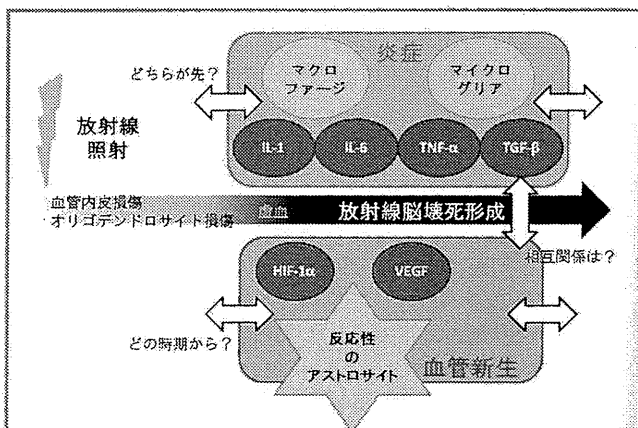 炎症
どちらが先？
マクロ
ファージ
マイクロ
グリア
放射線
照射
IL-1
IL-6
TNF-α
TGF-β
血管内皮損傷
オリゴデンドロサイト損傷
虚血
放射線脳壊死形成
相互関係は？
HIF-1α
VEGF
どの時期から？
反応性
の
アストロサイト
血管新生